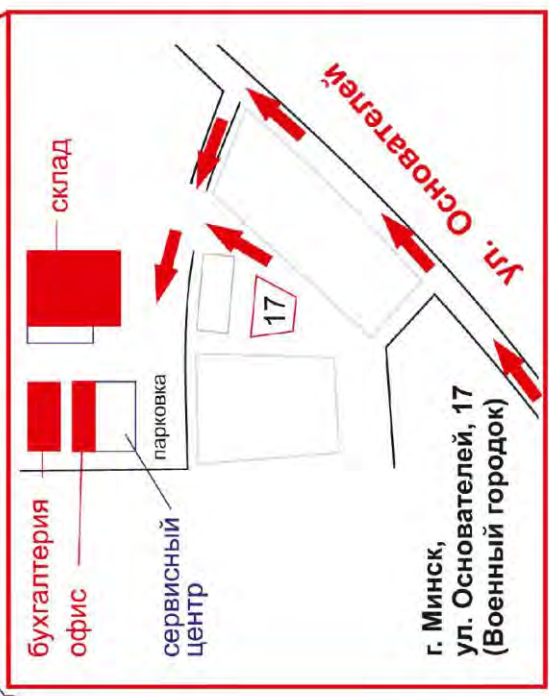 бухгалтерия
офис
сервисный
центр
склад
парковка
17
ул. Основателей
г. Минск,
ул. Основателей, 17
(Военный городок)